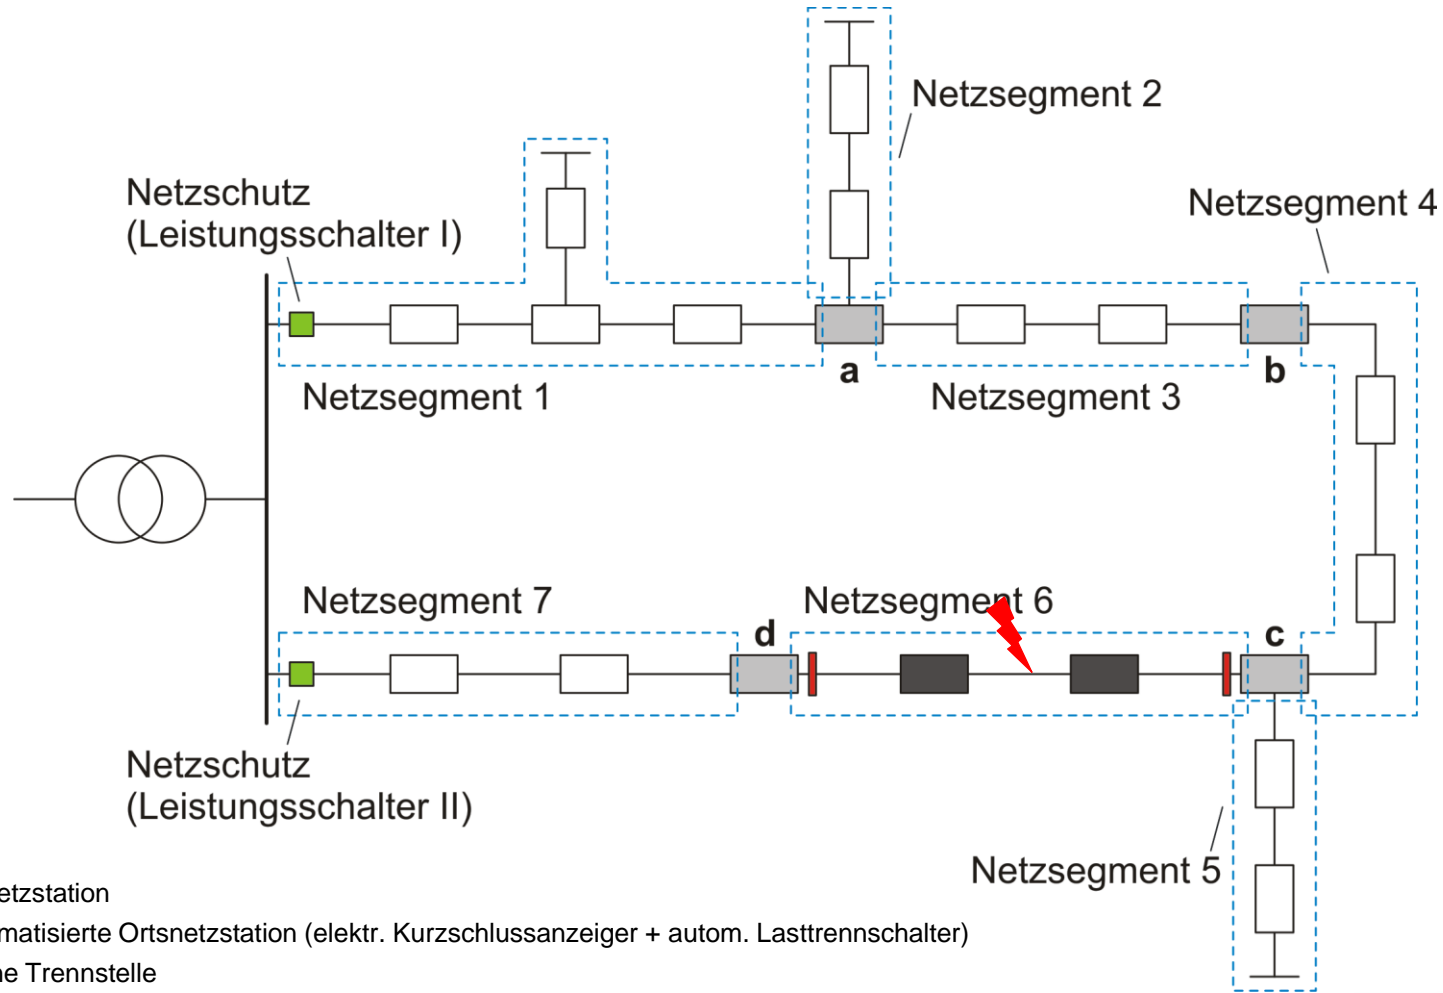 Netzsegment 2
Netzschutz
(Leistungsschalter I)
Netzsegment 4
a
b
Netzsegment 1
Netzsegment 3
Netzsegment 7
Netzsegment 6
d
c
Netzschutz
(Leistungsschalter II)
Netzsegment 5
etzstation
matisierte Ortsnetzstation (elektr. Kurzschlussanzeiger + autom. Lasttrennschalter)
ne Trennstelle